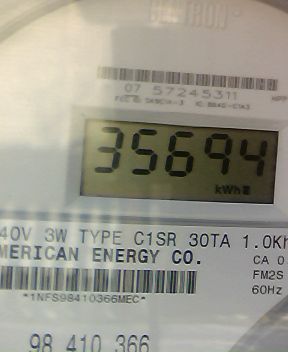 CENTRON®
07 57245311
35694
kWh
40V 3W TYPE C1SR 30TA 1.0Kh
MERICAN ENERGY CO.
CA 0
FM2S
60Hz
*1NFS98410366MEC*
98 410 366